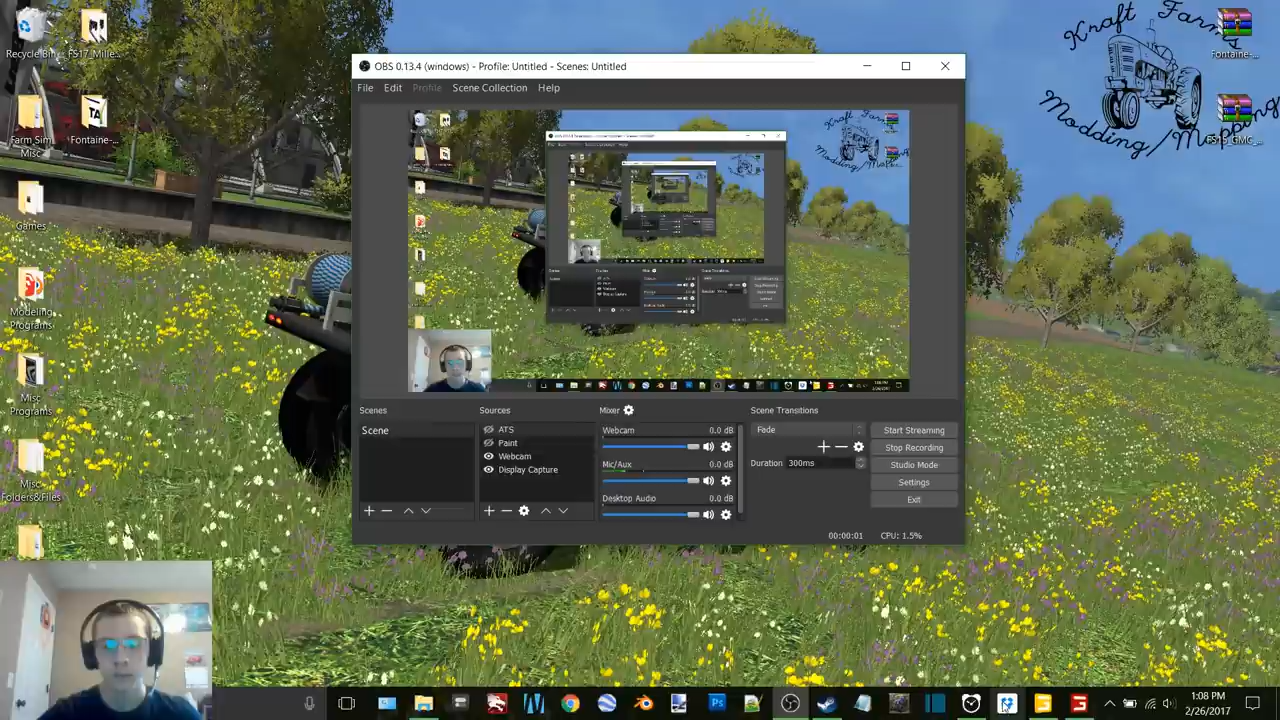 Recycle Bin
FS17_Mille...
Farm Sim Misc
Fontaine-...
Games
Modeling Programs
Misc Programs
Misc Folders&Files
Kraft Farms
Modding/Mapping
Fontaine-...
OBS 0.13.4 (windows) - Profile: Untitled - Scenes: Untitled
File Edit Profile Scene Collection Help
Scenes
Scene
Sources
ATS
Paint
Webcam
Display Capture
Mixer
Webcam 0.0 dB
Mic/Aux 0.0 dB
Desktop Audio 0.0 dB
Scene Transitions
Fade
Duration 300ms
Start Streaming
Stop Recording
Studio Mode
Settings
Exit
00:00:01 CPU: 1.5%
1:08 PM
2/26/2017